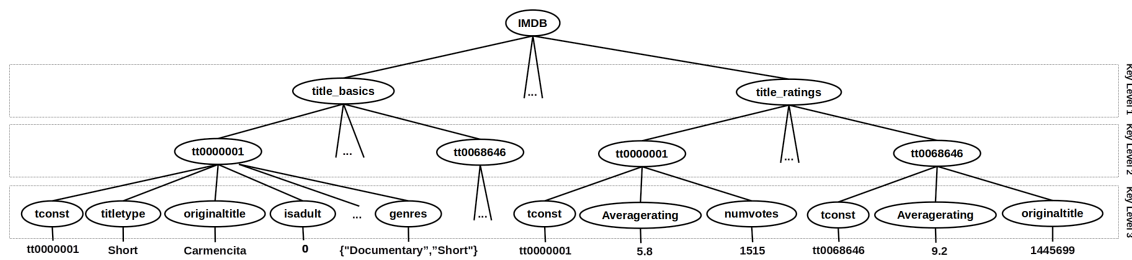 IMDB
title_basics
...
title_ratings
Key Level 1
tt0000001
...
tt0068646
tt0000001
...
tt0068646
Key Level 2
tconst
titletype
originaltitle
isadult
...
genres
...
tconst
Averagerating
numvotes
tconst
Averagerating
originaltitle
Key Level 3
tt0000001
Short
Carmencita
0
{"Documentary","Short"}
tt0000001
5.8
1515
tt0068646
9.2
1445699